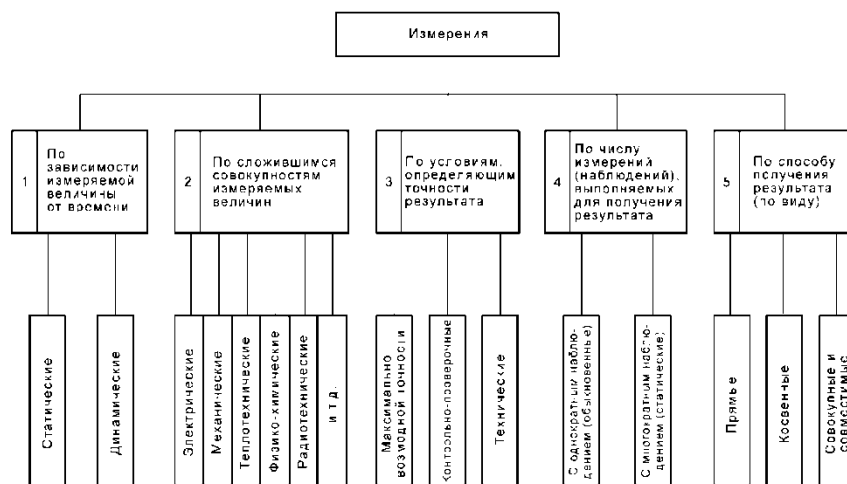 Измерения
1
По
зависимости
измеряемой
величины
от времени
2
По сложившимся
совокупностям
измеряемых
величин
3
Го условиям,
определяющим
точности
результата
4
По числу
измерений
(наблюдений),
выполняемых
для получения
результата
5
По способу
получения
результата
(по виду)
Статические
Динамические
Электрические
Механические
Теплотехнические
Физико-химические
Радиотехнические
и т.д.
Максимально
возмодной точности
Контрольно-праверочные
Технические
С однократным наблю-
дением (обыкновенные)
С многократным наблю-
дением (статические)
Прямые
Косвенные
Совокупные и
совместимые